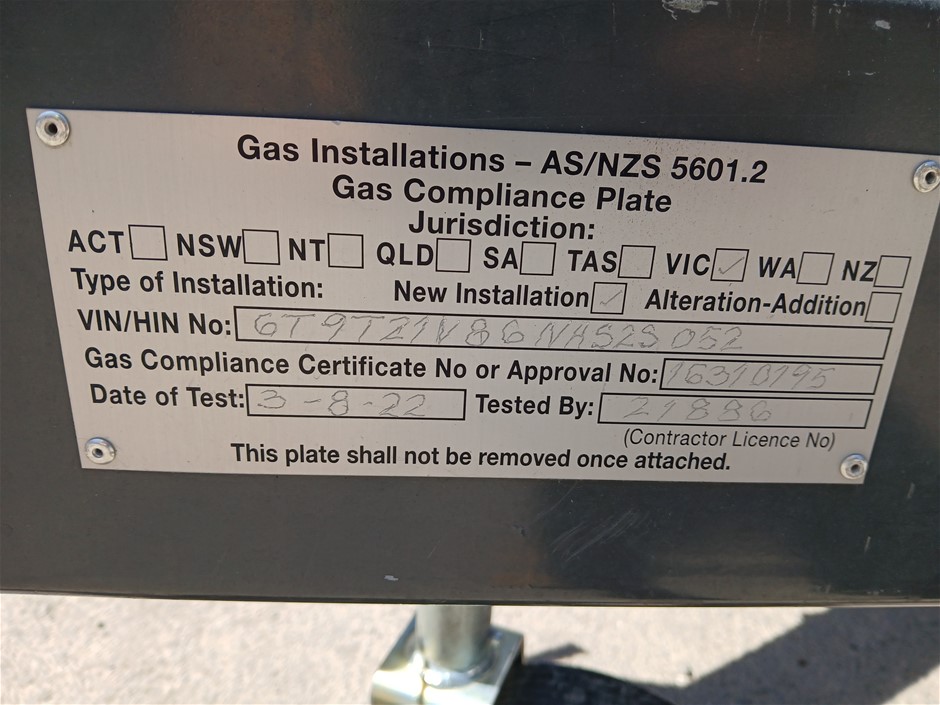 Gas Installations – AS/NZS 5601.2
Gas Compliance Plate
Jurisdiction:
ACT NSW NT QLD SA TAS VIC ✓ WA NZ
Type of Installation: New Installation ✓ Alteration-Addition
VIN/HIN No: 6T9T21V86NAS2S052
Gas Compliance Certificate No or Approval No: 16310195
Date of Test: 3-8-22 Tested By: 21886
(Contractor Licence No)
This plate shall not be removed once attached.